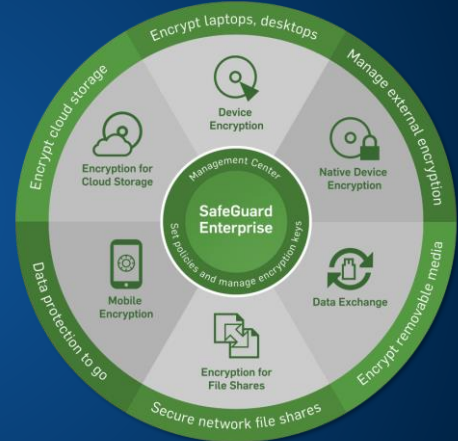 Encrypt laptops, desktops
Manage external encryption
Encrypt removable media
Secure network file shares
Data protection to go
Encrypt cloud storage
Device
Encryption
Native Device
Encryption
Data Exchange
Encryption for
File Shares
Mobile
Encryption
Encryption for
Cloud Storage
Management Center
SafeGuard
Enterprise
Set policies and manage encryption keys